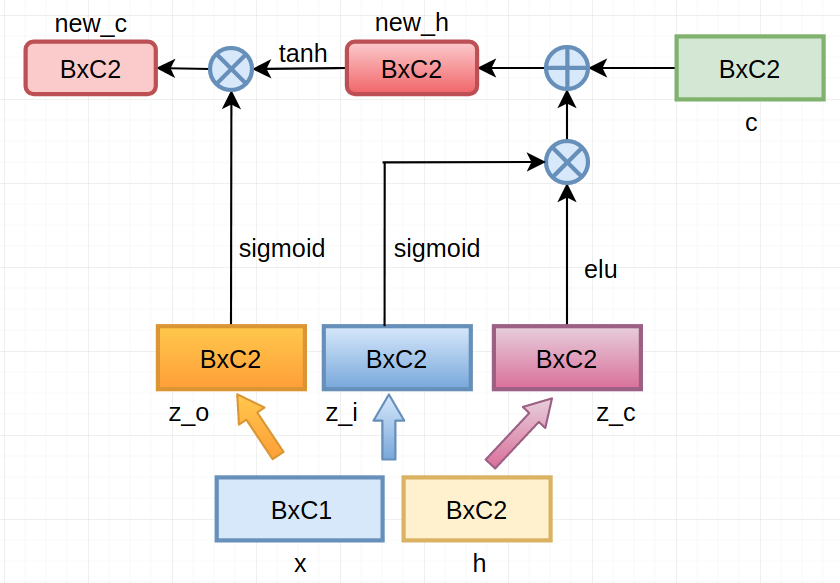 new_c
new_h
BxC2
tanh
BxC2
BxC2
c
sigmoid
sigmoid
elu
BxC2
BxC2
BxC2
z_o
z_i
z_c
BxC1
BxC2
x
h